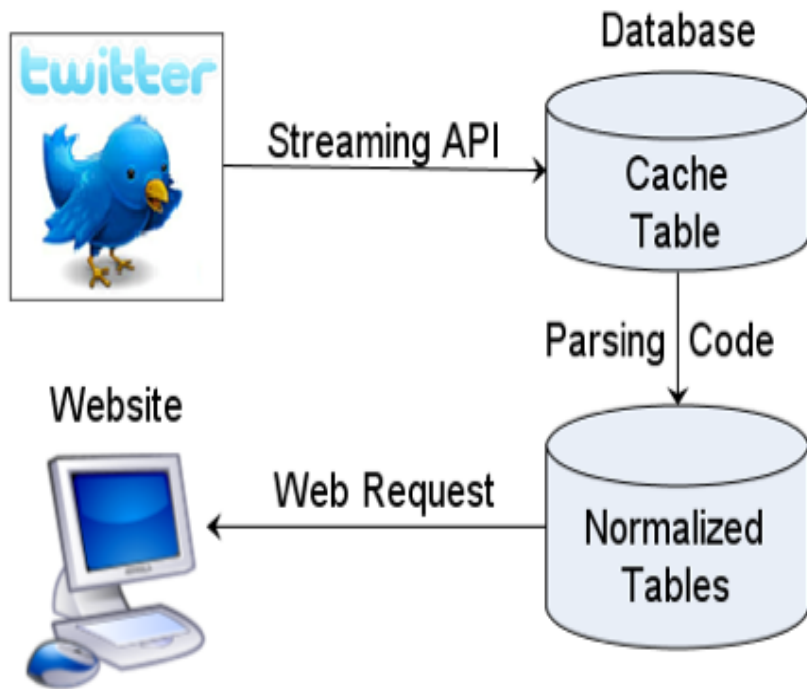 twitter
Streaming API
Database
Cache
Table
Parsing Code
Normalized
Tables
Web Request
Website